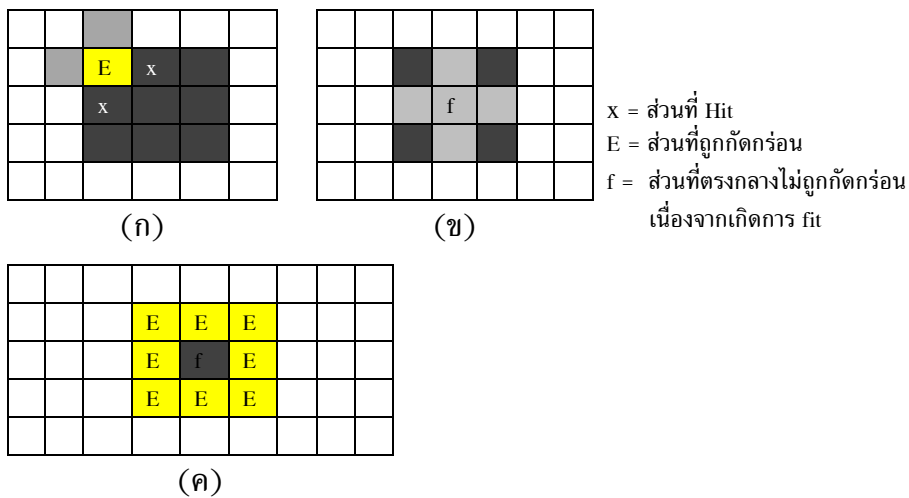 E x
x
f
x = ส่วนที่ Hit
E = ส่วนที่ถูกกัดกร่อน
f = ส่วนที่ตรงกลางไม่ถูกกัดกร่อน
เนื่องจากเกิดการ fit
(ก) (ข)
E E E
E f E
E E E
(ค)